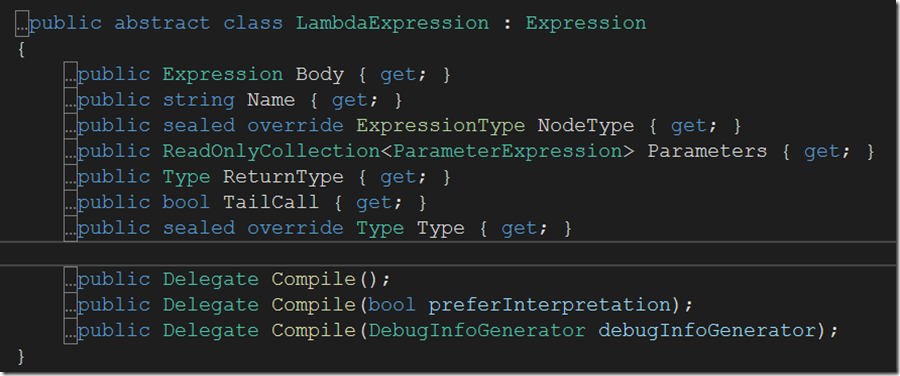 …public abstract class LambdaExpression : Expression
{
…public Expression Body { get; }
…public string Name { get; }
…public sealed override ExpressionType NodeType { get; }
…public ReadOnlyCollection<ParameterExpression> Parameters { get; }
…public Type ReturnType { get; }
…public bool TailCall { get; }
…public sealed override Type Type { get; }
…public Delegate Compile();
…public Delegate Compile(bool preferInterpretation);
…public Delegate Compile(DebugInfoGenerator debugInfoGenerator);
}